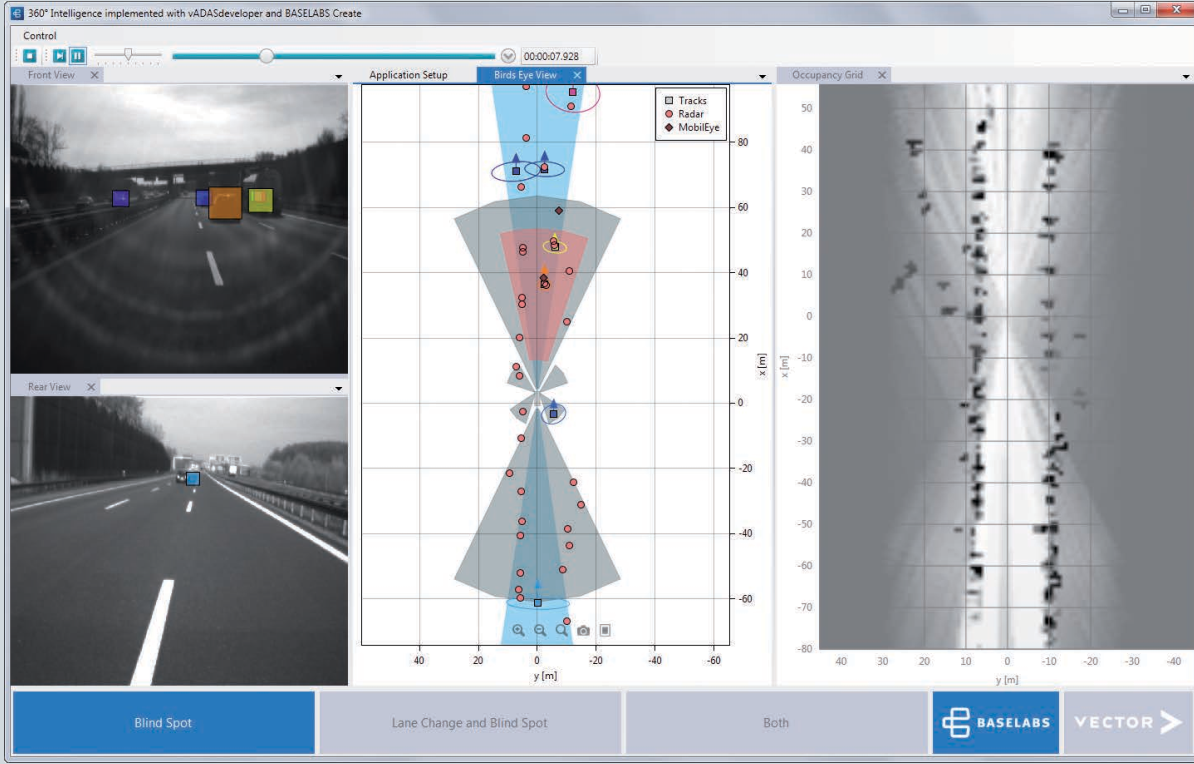 360° Intelligence implemented with vADASdeveloper and BASELABS Create
Control
00:00:07.928
Front View
Application Setup
Birds Eye View
Occupancy Grid
Tracks
Radar
MobilEye
80
60
40
20
0
-20
-40
-60
x [m]
40
20
0
-20
-40
-60
y [m]
50
40
30
20
10
0
-10
-20
-30
-40
-50
-60
-70
-80
x [m]
40
30
20
10
0
-10
-20
-30
-40
y [m]
Rear View
Blind Spot
Lane Change and Blind Spot
Both
BASELABS
VECTOR